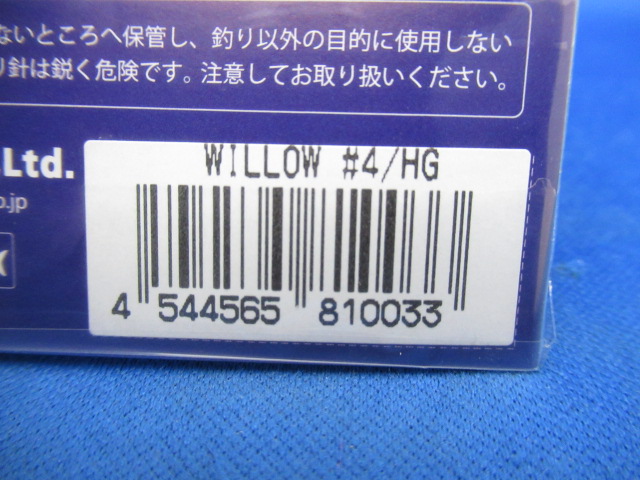 ないところへ保管し、釣り以外の目的に使用しない
り針は鋭く危険です。注意してお取り扱いください。
.,Ltd.
o.jp
WILLOW #4/HG
4 544565 810033